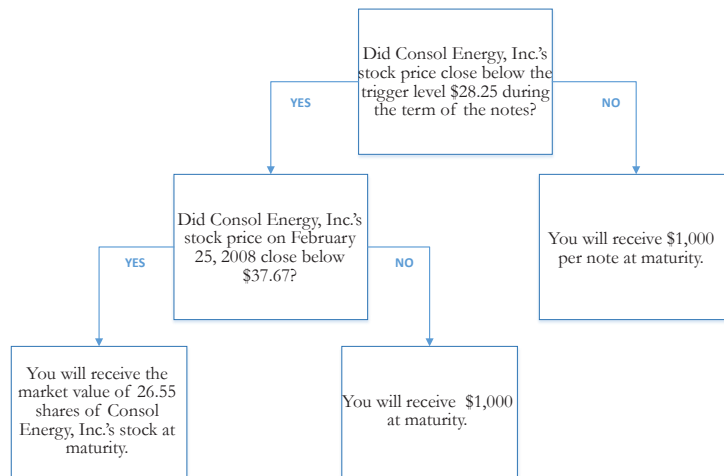 Did Consol Energy, Inc.'s
stock price close below the
trigger level $28.25 during
the term of the notes?
YES
NO
Did Consol Energy, Inc.'s
stock price on February
25, 2008 close below
$37.67?
You will receive $1,000
per note at maturity.
YES
NO
You will receive the
market value of 26.55
shares of Consol
Energy, Inc.'s stock at
maturity.
You will receive  $1,000
at maturity.